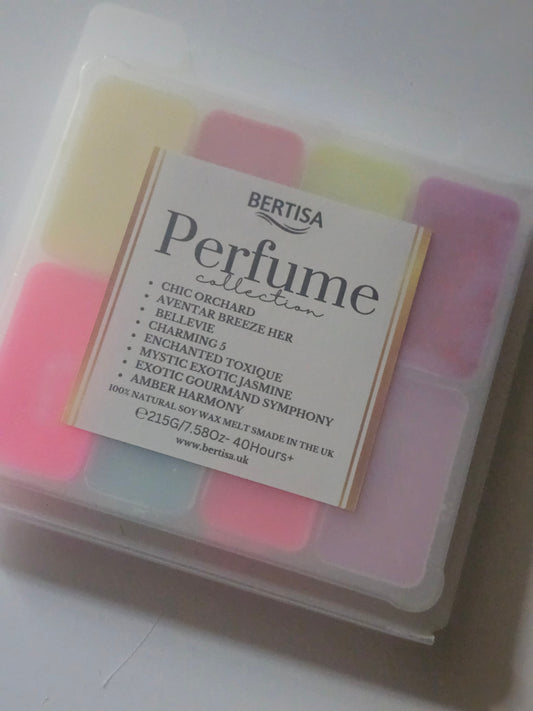 BERTISA
Perfume
collection
• CHIC ORCHARD
• AVENTAR BREEZE HER
• BELLEVIE
• CHARMING 5
• ENCHANTED TOXIQUE
• MYSTIC EXOTIC JASMINE
• EXOTIC GOURMAND SYMPHONY
• AMBER HARMONY
100% NATURAL SOY WAX MELT SMADE IN THE UK
℮215G/7.58Oz- 40Hours+
www.bertisa.uk